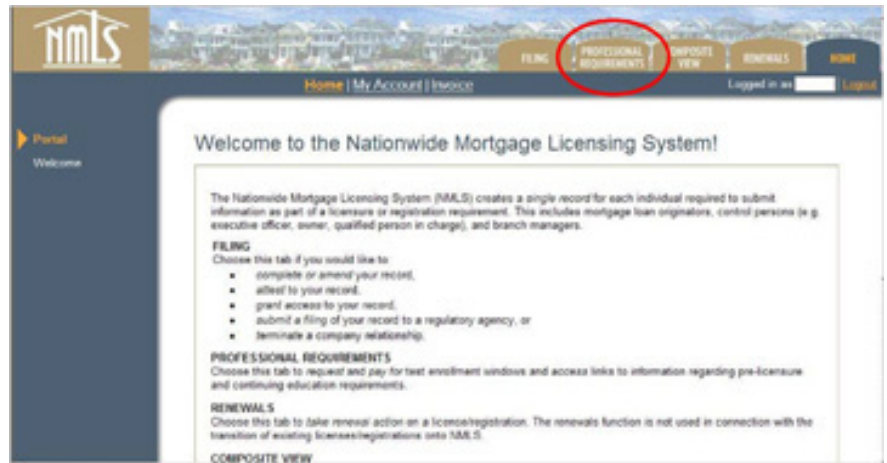 NMLS
FILING
PROFESSIONAL
REQUIREMENTS
COMPOSITE
VIEW
RENEWALS
HOME
Home | My Account | Invoice
Logged in as
Logout
Portal
Welcome
Welcome to the Nationwide Mortgage Licensing System!
The Nationwide Mortgage Licensing System (NMLS) creates a single record for each individual required to submit
information as part of a licensure or registration requirement. This includes mortgage loan originators, control persons (e.g.
executive officer, owner, qualified person in charge), and branch managers.
FILING
Choose this tab if you would like to
• complete or amend your record,
• attest to your record,
• grant access to your record,
• submit a filing of your record to a regulatory agency, or
• terminate a company relationship.
PROFESSIONAL REQUIREMENTS
Choose this tab to request and pay for test enrollment windows and access links to information regarding pre-licensure
and continuing education requirements.
RENEWALS
Choose this tab to take renewal action on a license/registration. The renewals function is not used in connection with the
transition of existing licenses/registrations onto NMLS.
COMPOSITE VIEW